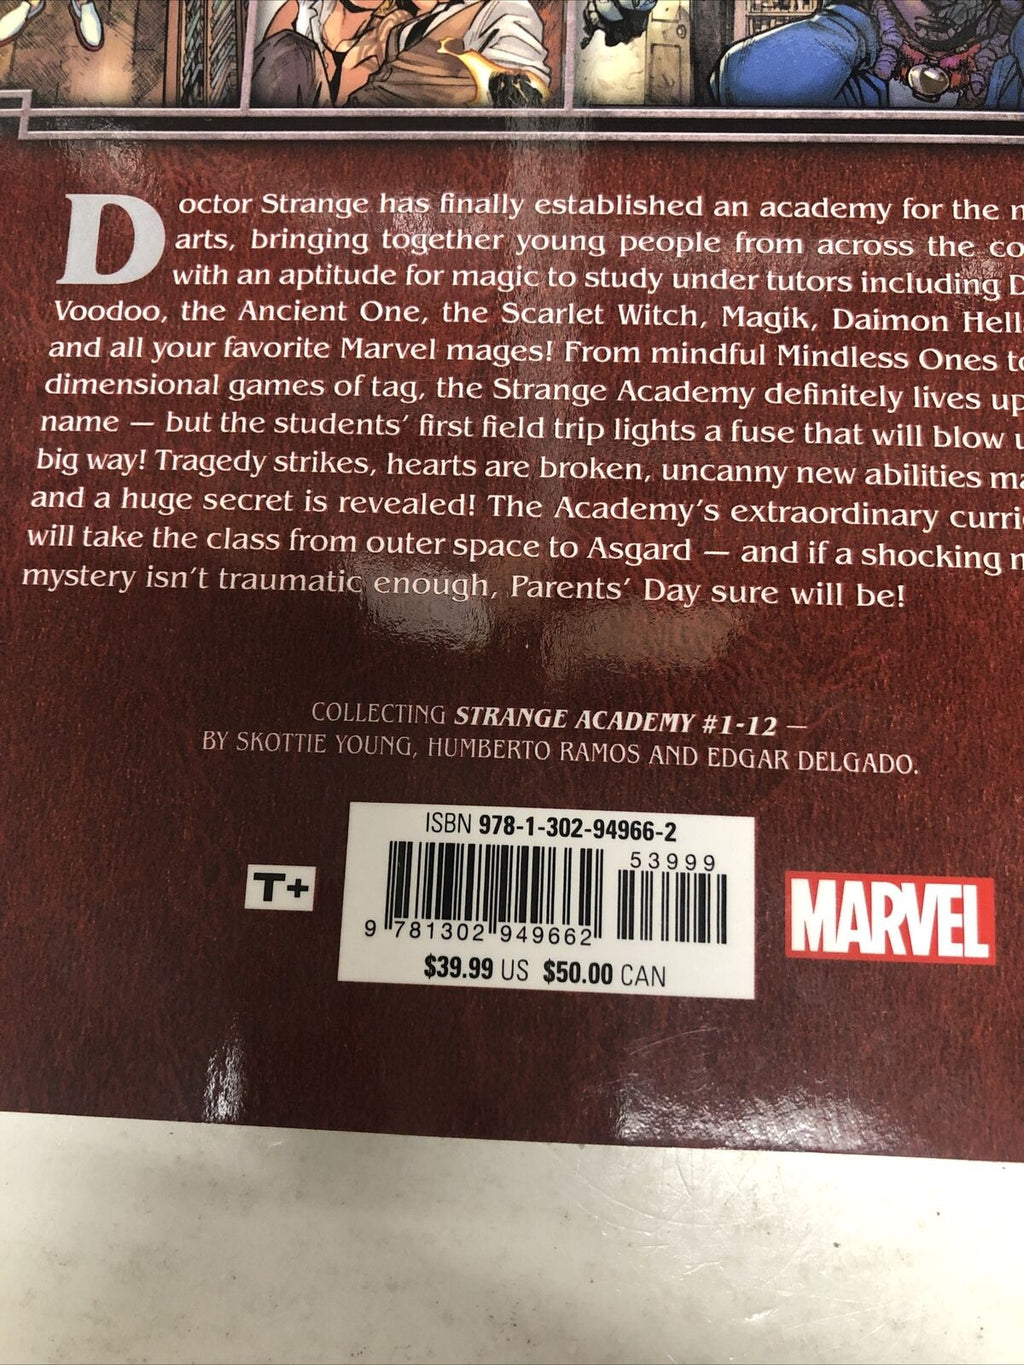 Doctor Strange has finally established an academy for the
arts, bringing together young people from across the
with an aptitude for magic to study under tutors including
Voodoo, the Ancient One, the Scarlet Witch, Magik, Daimon
and all your favorite Marvel mages! From mindful Mindless Ones
dimensional games of tag, the Strange Academy definitely lives up
name — but the students' first field trip lights a fuse that will blow
big way! Tragedy strikes, hearts are broken, uncanny new abilities
and a huge secret is revealed! The Academy's extraordinary
will take the class from outer space to Asgard — and if a shocking
mystery isn't traumatic enough, Parents' Day sure will be!
COLLECTING STRANGE ACADEMY #1-12 —
BY SKOTTIE YOUNG, HUMBERTO RAMOS AND EDGAR DELGADO.
ISBN 978-1-302-94966-2
53999
9 781302 949662
$39.99 US $50.00 CAN
T+
MARVEL